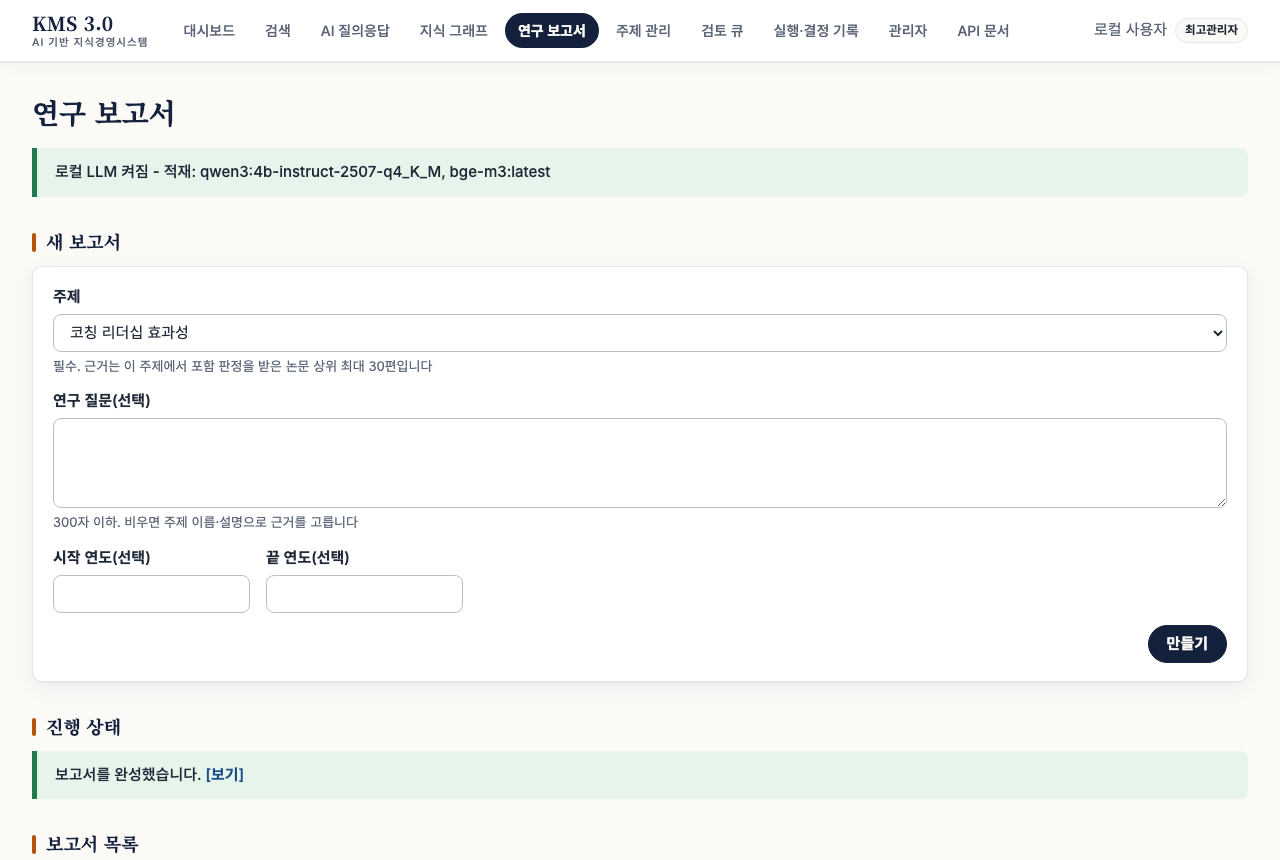 KMS 3.0
AI 기반 지식경영시스템
대시보드 검색 AI 질의응답 지식 그래프 연구 보고서 주제 관리 검토 큐 실행·결정 기록 관리자 API 문서 로컬 사용자 최고관리자
연구 보고서
로컬 LLM 켜짐 - 적재: qwen3:4b-instruct-2507-q4_K_M, bge-m3:latest
새 보고서
주제
코칭 리더십 효과성
필수. 근거는 이 주제에서 포함 판정을 받은 논문 상위 최대 30편입니다
연구 질문(선택)
300자 이하. 비우면 주제 이름·설명으로 근거를 고릅니다
시작 연도(선택) 끝 연도(선택)
만들기
진행 상태
보고서를 완성했습니다. [보기]
보고서 목록